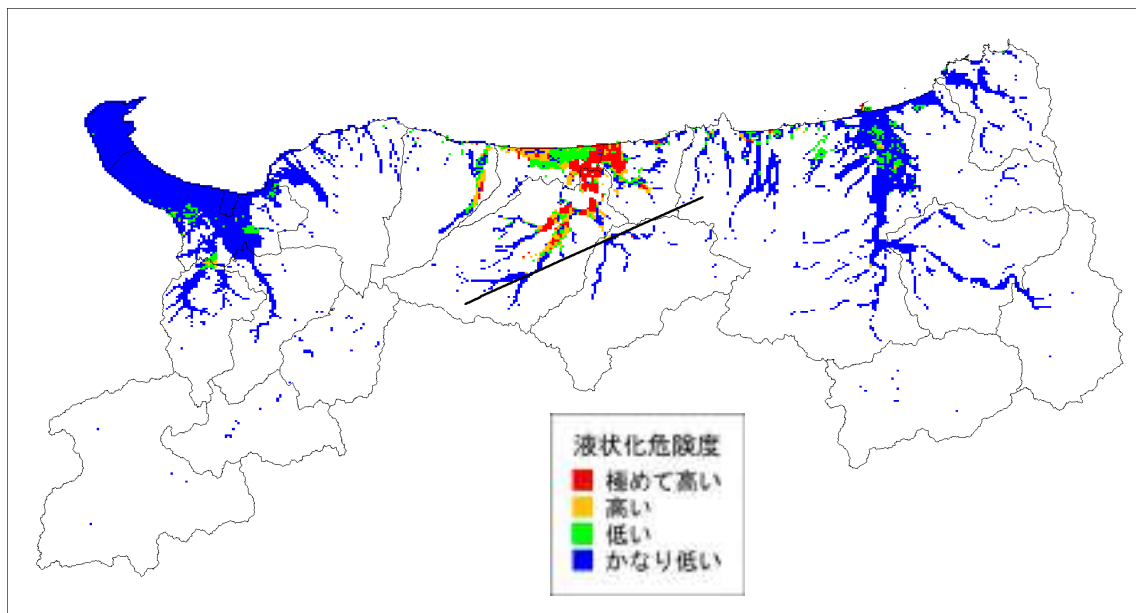 液状化危険度
極めて高い
高い
低い
かなり低い